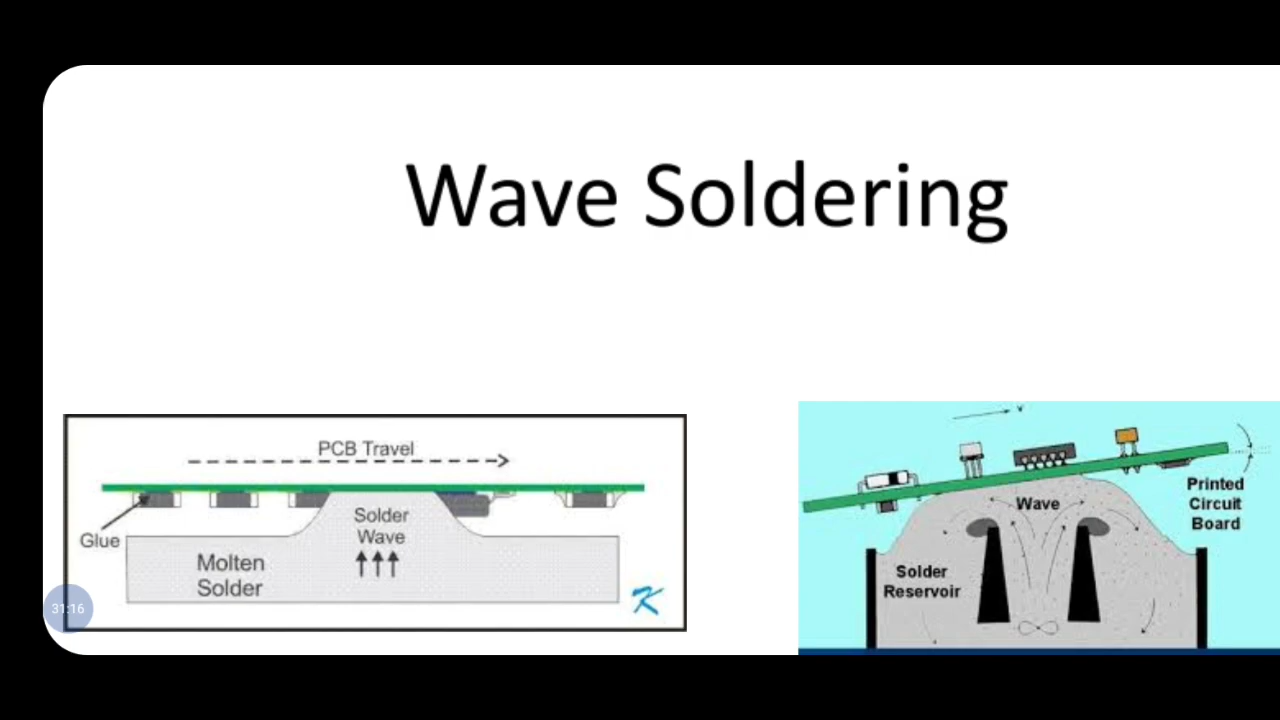 Wave Soldering
PCB Travel
Glue
Solder
Wave
Molten
Solder
K
31:16
v
Wave
Printed
Circuit
Board
Solder
Reservoir